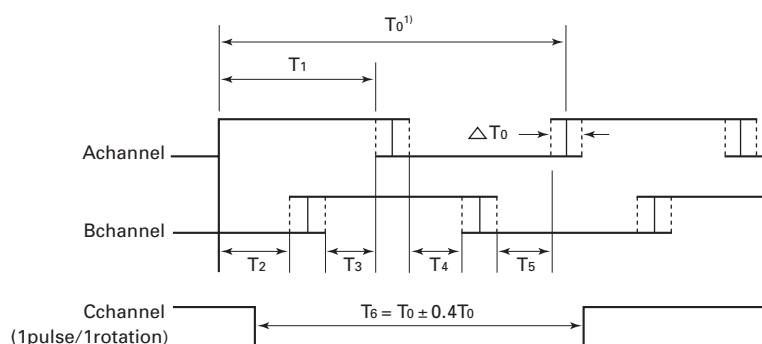 T₀¹⁾
T₁
△T₀
Achannel
Bchannel
T₂
T₃
T₄
T₅
Cchannel
(1pulse/1rotation)
T₆ = T₀ ± 0.4T₀